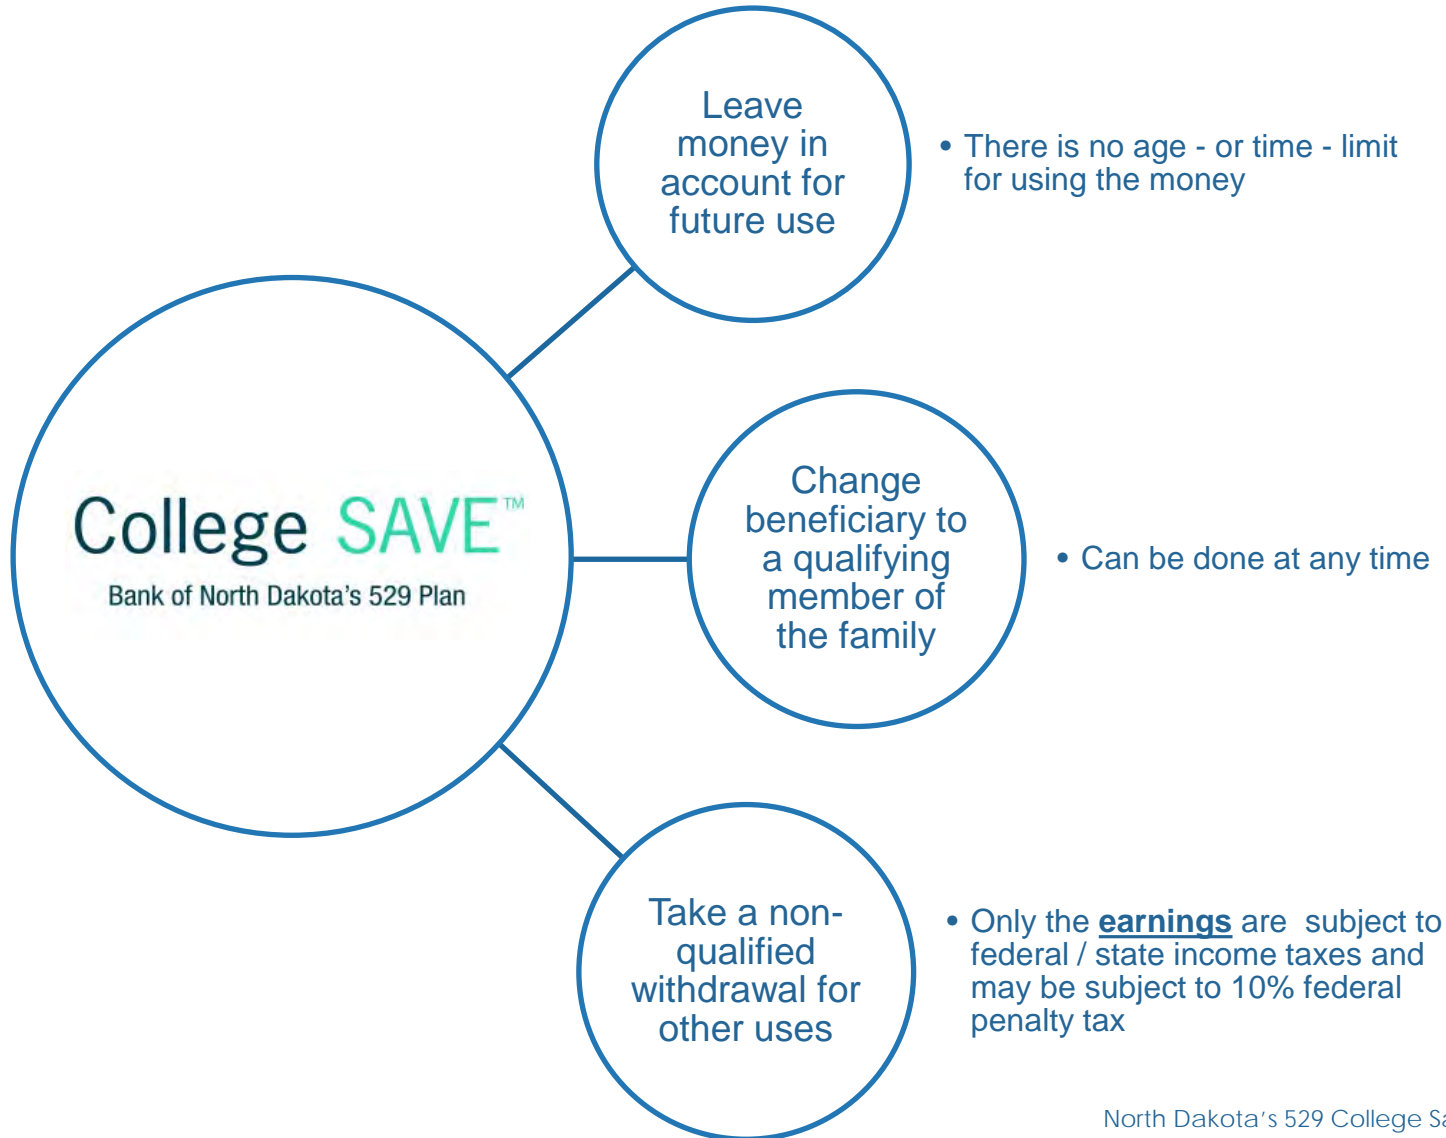 Leave
money in
account for
future use
• There is no age - or time - limit
for using the money
College SAVE™
Bank of North Dakota's 529 Plan
Change
beneficiary to
a qualifying
member of
the family
• Can be done at any time
Take a non-
qualified
withdrawal for
other uses
• Only the earnings are  subject to
federal / state income taxes and
may be subject to 10% federal
penalty tax
North Dakota's 529 College